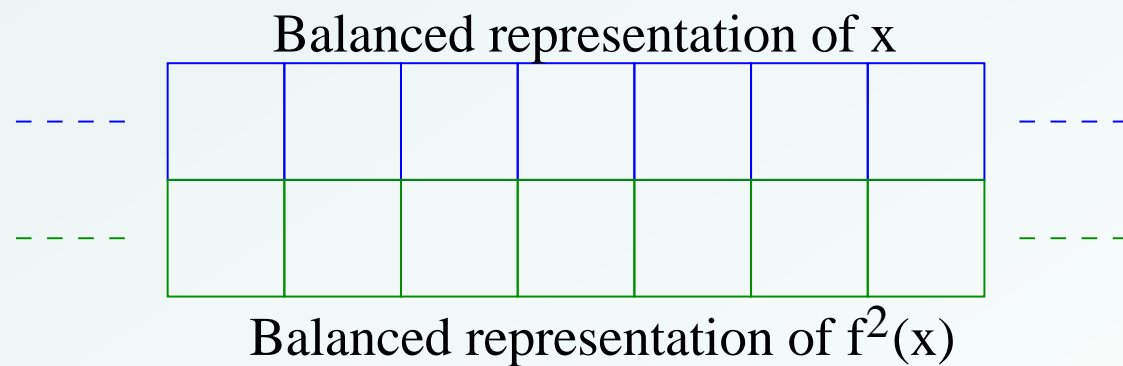 Balanced representation of x
Balanced representation of f²(x)